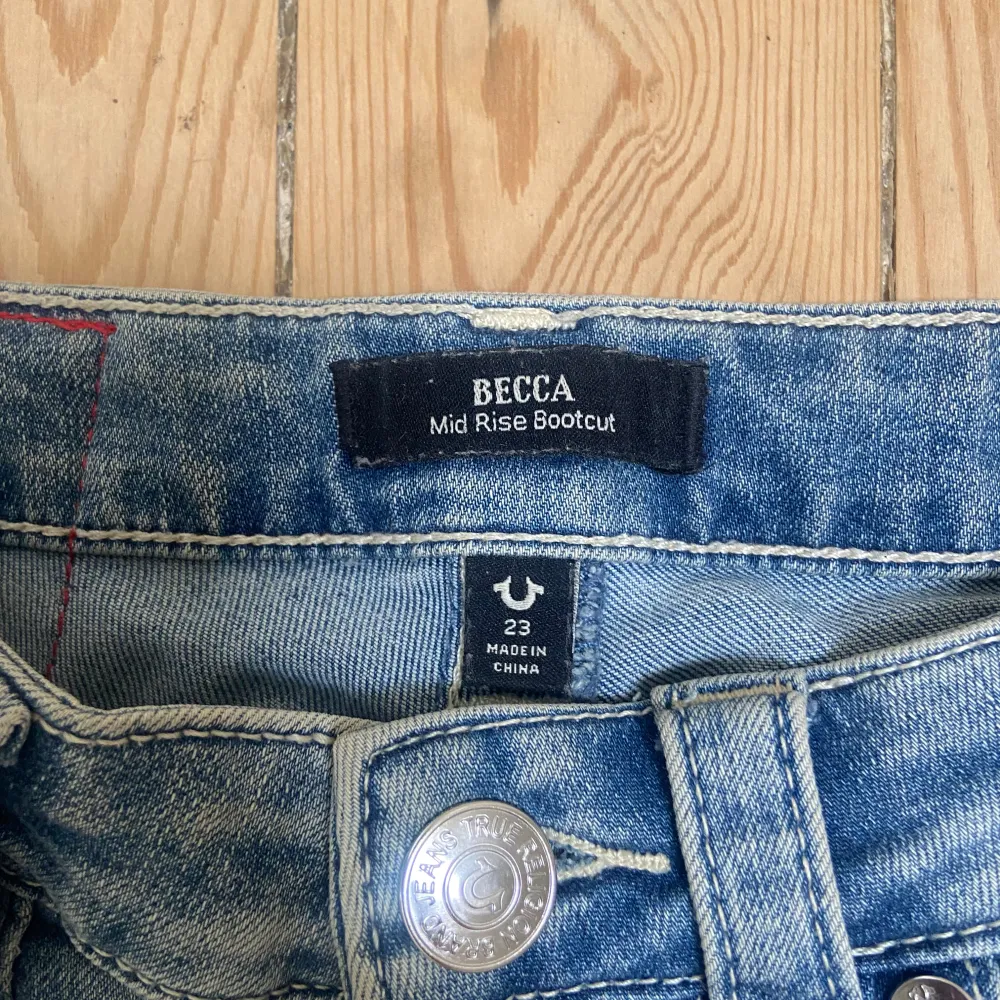 BECCA
Mid Rise Bootcut
23
MADE IN
CHINA
TRUE RELIGION BRAND JEANS